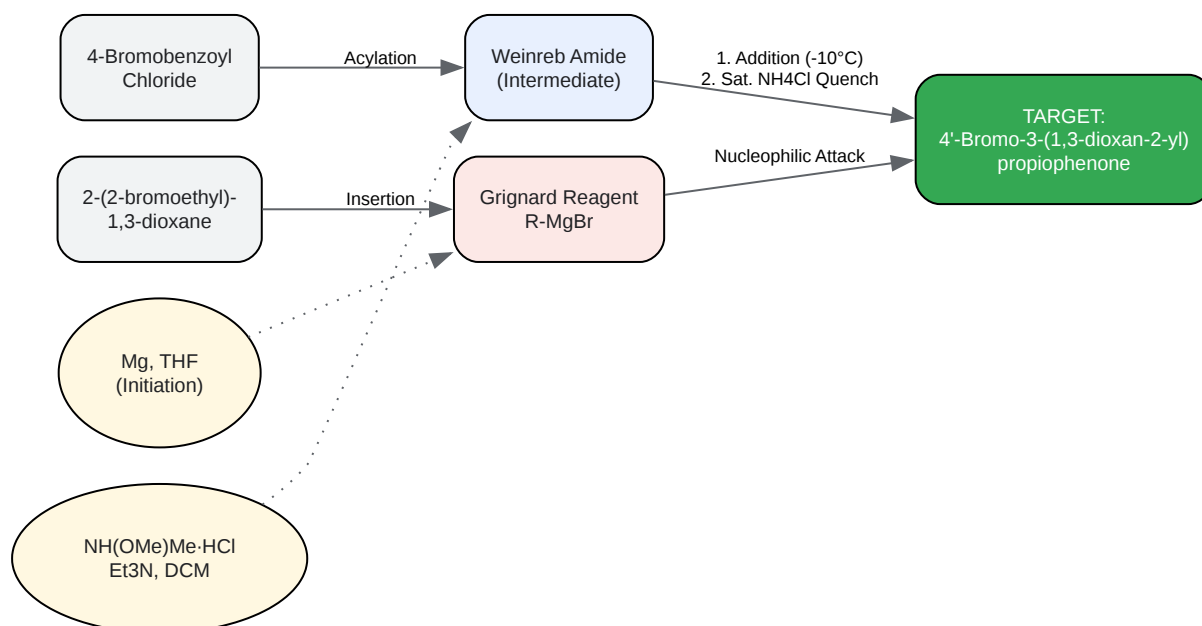 4-Bromobenzoyl
Chloride
Acylation
Weinreb Amide
(Intermediate)
1. Addition (-10°C)
2. Sat. NH4Cl Quench
TARGET:
4'-Bromo-3-(1,3-dioxan-2-yl)
propiophenone
2-(2-bromoethyl)-
1,3-dioxane
Insertion
Grignard Reagent
R-MgBr
Nucleophilic Attack
Mg, THF
(Initiation)
NH(OMe)Me·HCl
Et3N, DCM